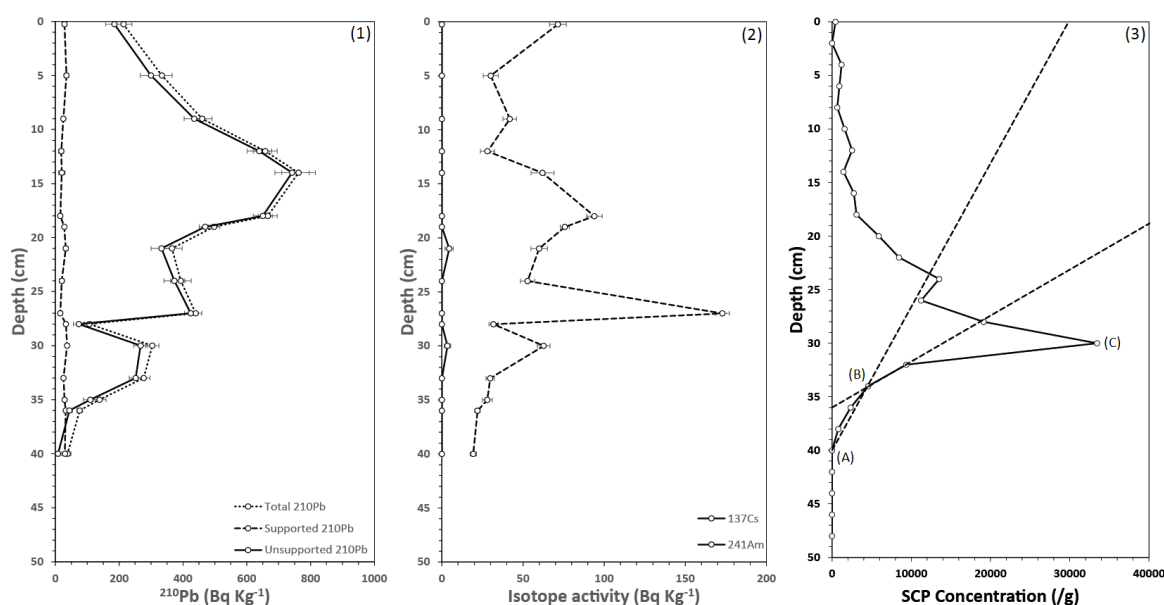 (1)
0
5
10
15
20
25
30
35
40
45
50
Depth (cm)
0 200 400 600 800 1000
²¹⁰Pb (Bq Kg⁻¹)
Total 210Pb
Supported 210Pb
Unsupported 210Pb
(2)
0
5
10
15
20
25
30
35
40
45
50
Depth (cm)
0 50 100 150 200
Isotope activity (Bq Kg⁻¹)
137Cs
241Am
(3)
0
5
10
15
20
25
30
35
40
45
50
Depth (cm)
(C)
(B)
(A)
0 10000 20000 30000 40000
SCP Concentration (/g)